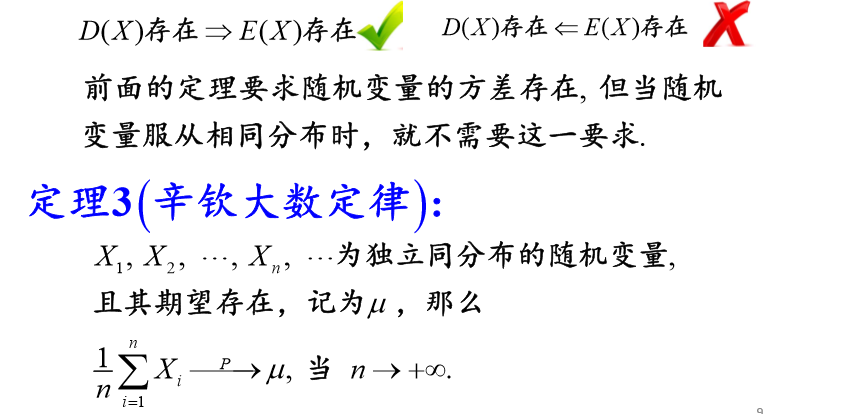 D(X)存在 ⇒ E(X)存在 D(X)存在 ⇐ E(X)存在
前面的定理要求随机变量的方差存在, 但当随机
变量服从相同分布时，就不需要这一要求.
定理3(辛钦大数定律):
X₁, X₂, ⋯, Xₙ, ⋯为独立同分布的随机变量,
且其期望存在，记为μ，那么
1/n ∑ᵢ₌₁ⁿ Xᵢ —P→ μ, 当 n → +∞.
9